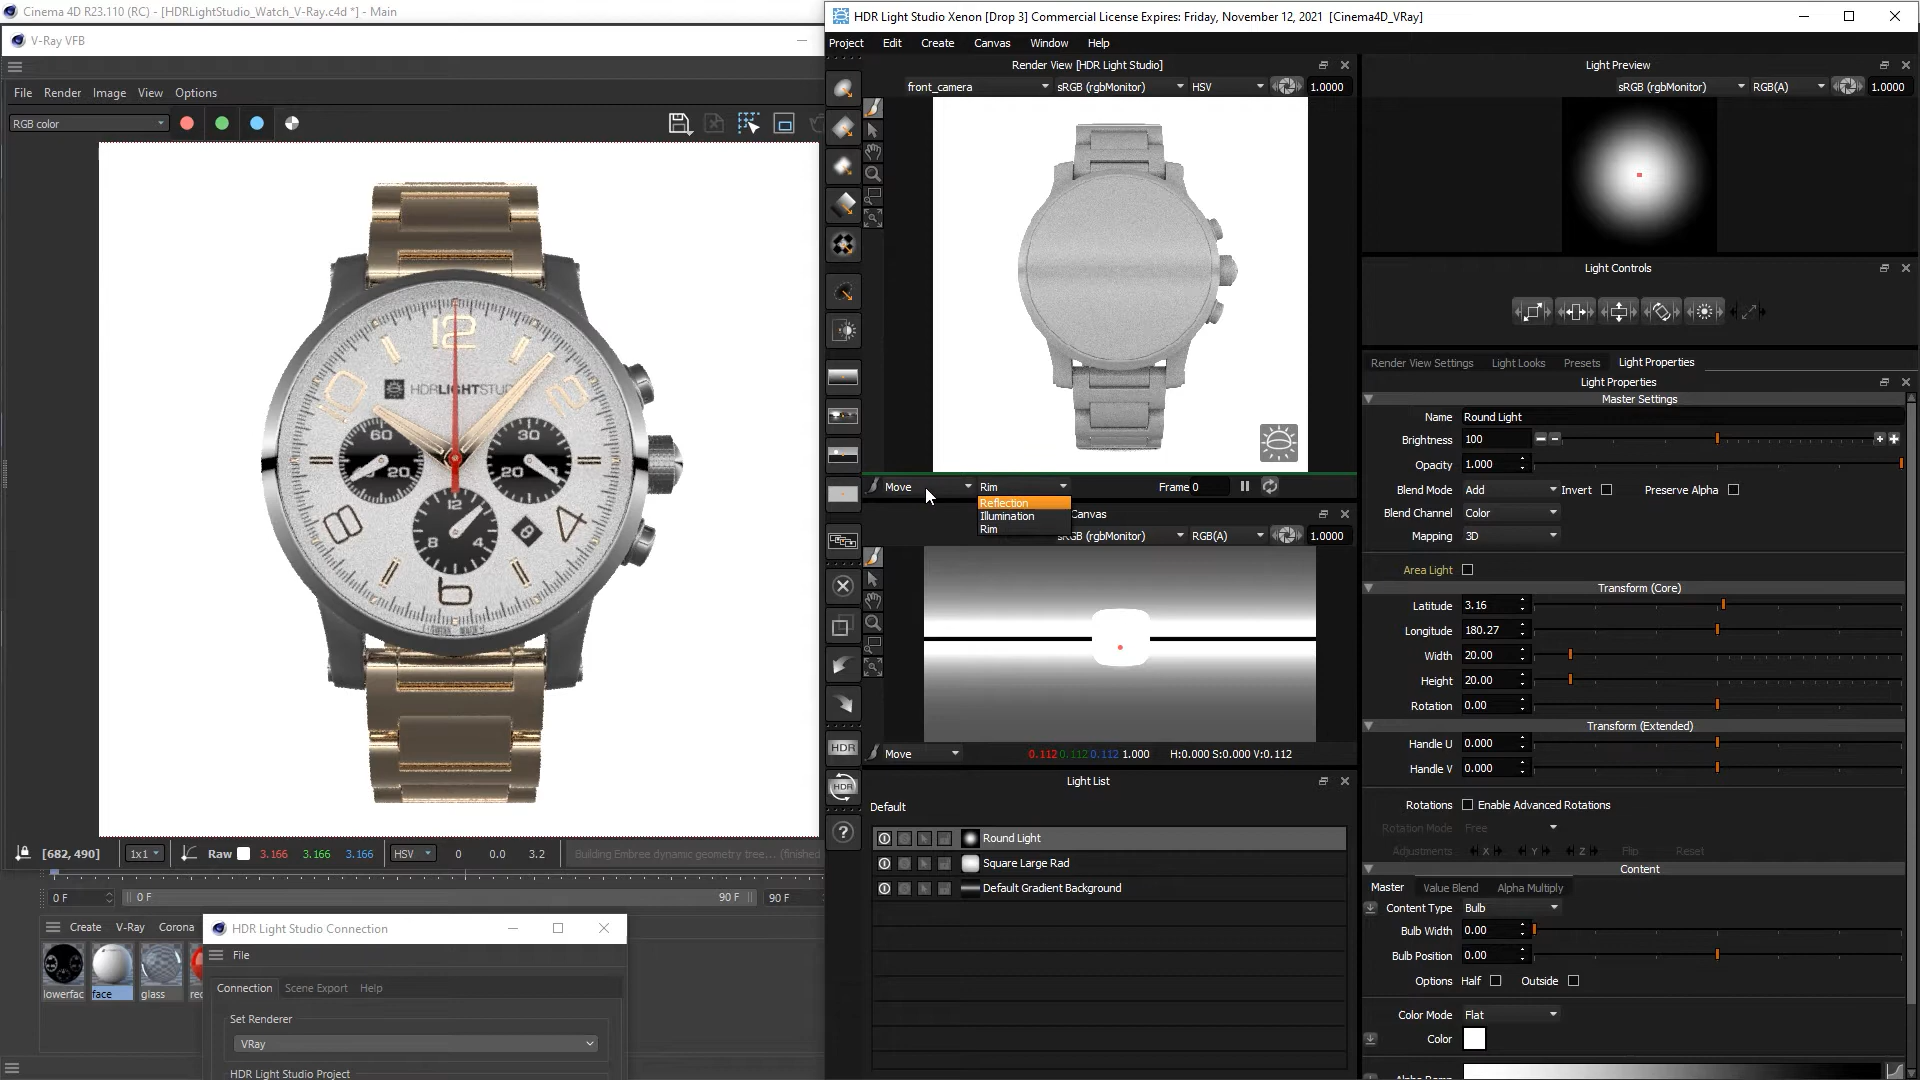 Cinema 4D R23.110 (RC) - [HDRLightStudio_Watch_V-Ray.c4d *] - Main
V-Ray VFB
File Render Image View Options
RGB color
12
2
10
HDRLIGHTSTUD
60
20
30
20
12
8
4
8
6
4
[682, 490]
1x1
Raw
3.166 3.166 3.166
HSV
0 0.0 3.2
Building Embree dynamic geometry tree... (finished
0 F
0 F
90 F
90 F
Create V-Ray Corona
lowerfac face glass
HDR Light Studio Connection
File
Connection Scene Export Help
Set Renderer
VRay
HDR Light Studio Project
HDR Light Studio Xenon [Drop 3] Commercial License Expires: Friday, November 12, 2021 [Cinema4D_VRay]
Project Edit Create Canvas Window Help
Render View [HDR Light Studio]
front_camera sRGB (rgbMonitor) HSV 1.0000
Move Rim Frame 0
Reflection
Illumination
Rim
Canvas
sRGB (rgbMonitor) RGB(A) 1.0000
Move 0.112 0.112 0.112 1.000 H:0.000 S:0.000 V:0.112
HDR
HDR
Light List
Default
Round Light
Square Large Rad
Default Gradient Background
Light Preview
sRGB (rgbMonitor) RGB(A) 1.0000
Light Controls
Render View Settings Light Looks Presets Light Properties
Light Properties
Master Settings
Name Round Light
Brightness 100
Opacity 1.000
Blend Mode Add Invert Preserve Alpha
Blend Channel Color
Mapping 3D
Area Light
Transform (Core)
Latitude 3.16
Longitude 180.27
Width 20.00
Height 20.00
Rotation 0.00
Transform (Extended)
Handle U 0.000
Handle V 0.000
Rotations Enable Advanced Rotations
Rotation Mode Free
Adjustments X Y Z Flip Reset
Content
Master Value Blend Alpha Multiply
Content Type Bulb
Bulb Width 0.00
Bulb Position 0.00
Options Half Outside
Color Mode Flat
Color